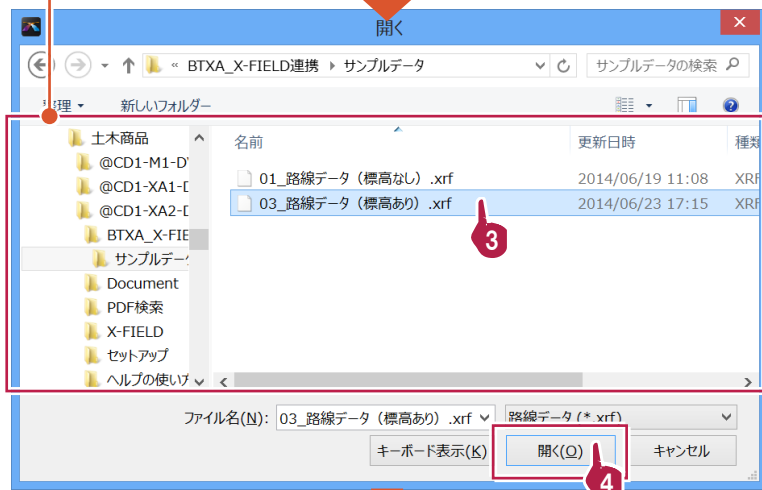 開く
« BTXA_X-FIELD連携 ▸ サンプルデータ
サンプルデータの検索
整理
新しいフォルダー
土木商品
@CD1-M1-D
@CD1-XA1-D
@CD1-XA2-D
BTXA_X-FIE
サンプルデー
Document
PDF検索
X-FIELD
セットアップ
ヘルプの使い方
名前 更新日時 種類
01_路線データ（標高なし）.xrf 2014/06/19 11:08 XRF
03_路線データ（標高あり）.xrf 2014/06/23 17:15 XRF
3
ファイル名(N): 03_路線データ（標高あり）.xrf 路線データ (*.xrf)
キーボード表示(K) 開く(O) キャンセル
4